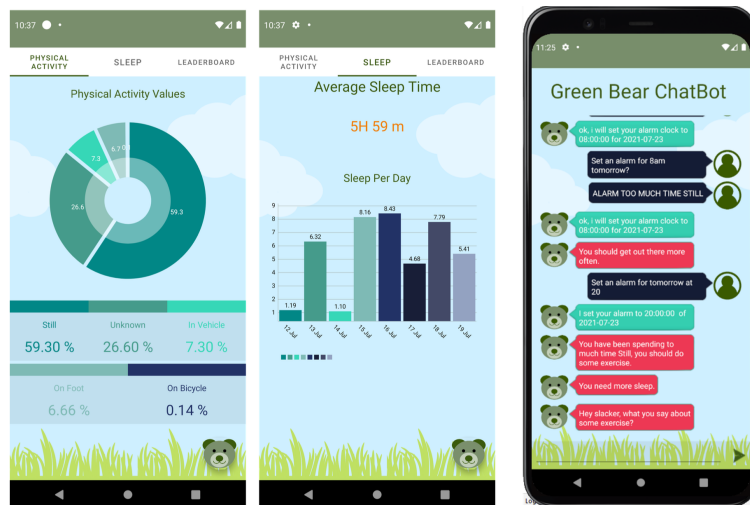 10:37
PHYSICAL
ACTIVITY
SLEEP
LEADERBOARD
Physical Activity Values
6.7
7.3
26.6
59.3
Still
Unknown
In Vehicle
59.30 %
26.60 %
7.30 %
On Foot
On Bicycle
6.66 %
0.14 %
10:37
PHYSICAL
ACTIVITY
SLEEP
LEADERBOARD
Average Sleep Time
5H 59 m
Sleep Per Day
9
8
7
6
5
4
3
2
1
1.19
6.32
1.10
8.16
8.43
4.68
7.79
5.41
12 Jul
13 Jul
14 Jul
15 Jul
16 Jul
17 Jul
18 Jul
19 Jul
11:25
Green Bear ChatBot
ok, i will set your alarm clock to
08:00:00 for 2021-07-23
Set an alarm for 8am
tomorrow?
ALARM TOO MUCH TIME STILL
ok, i will set your alarm clock to
08:00:00 for 2021-07-23
You should get out there more
often.
Set an alarm for tomorrow at
20
I set your alarm to 20:00:00 of
2021-07-23
You have been spending to
much time Still, you should do
some exercise.
You need more sleep.
Hey slacker, what you say about
some exercise?